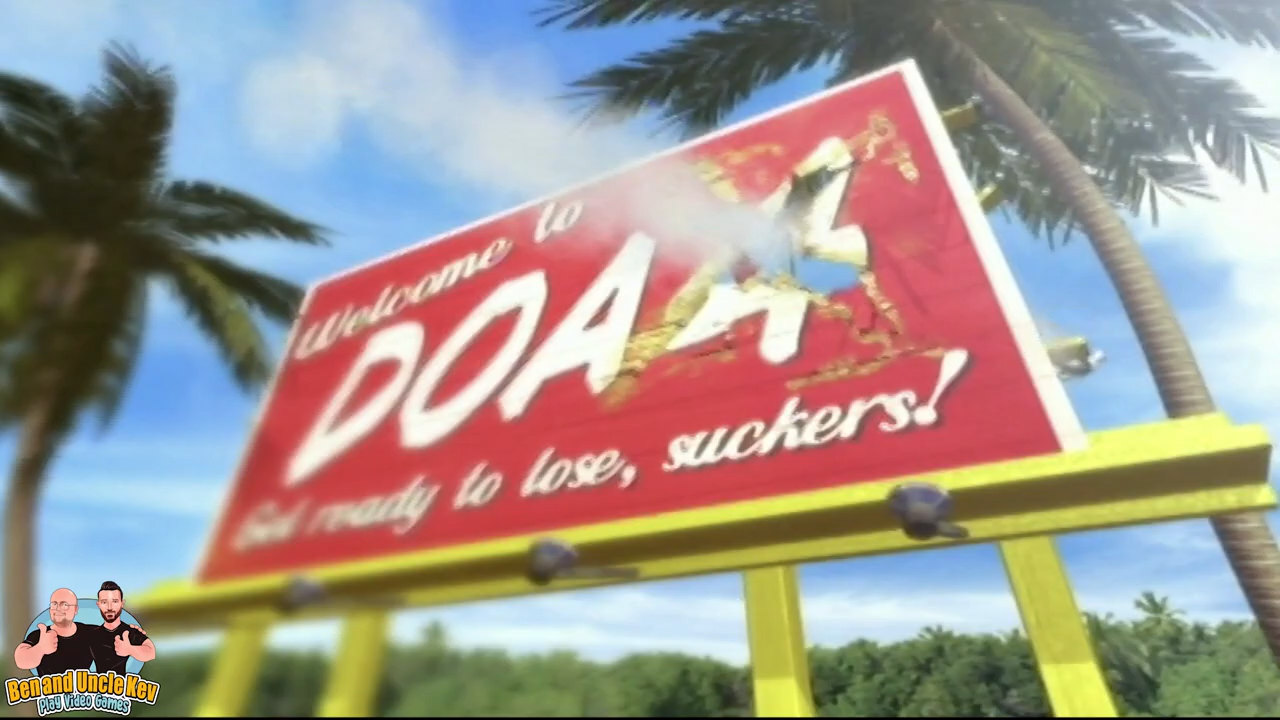 Welcome to
DOA
Get ready to lose, suckers!
Ben and Uncle Kev
Play Video Games